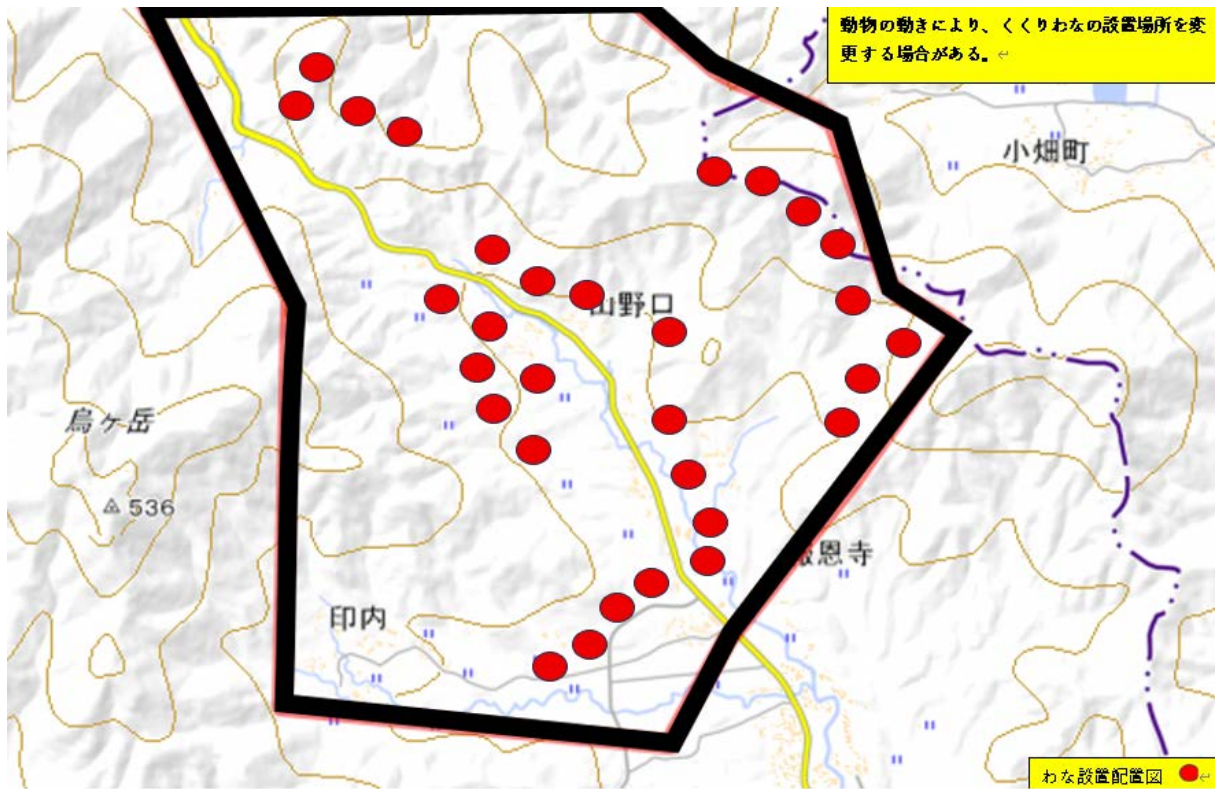 動物の動きにより、くくりわなの設置場所を変
更する場合がある。
小畑町
山野口
烏ヶ岳
536
恩寺
印内
わな設置配置図